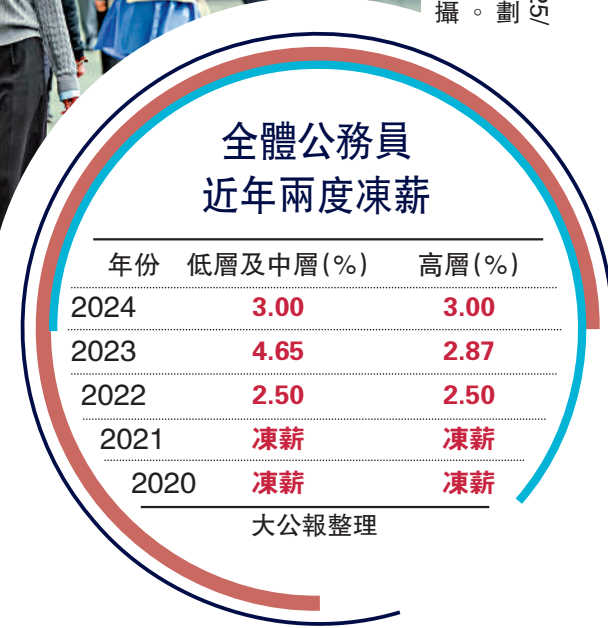 25/
劃
攝。
全體公務員
近年兩度凍薪
年份 低層及中層(%) 高層(%)
2024 3.00 3.00
2023 4.65 2.87
2022 2.50 2.50
2021 凍薪 凍薪
2020 凍薪 凍薪
大公報整理